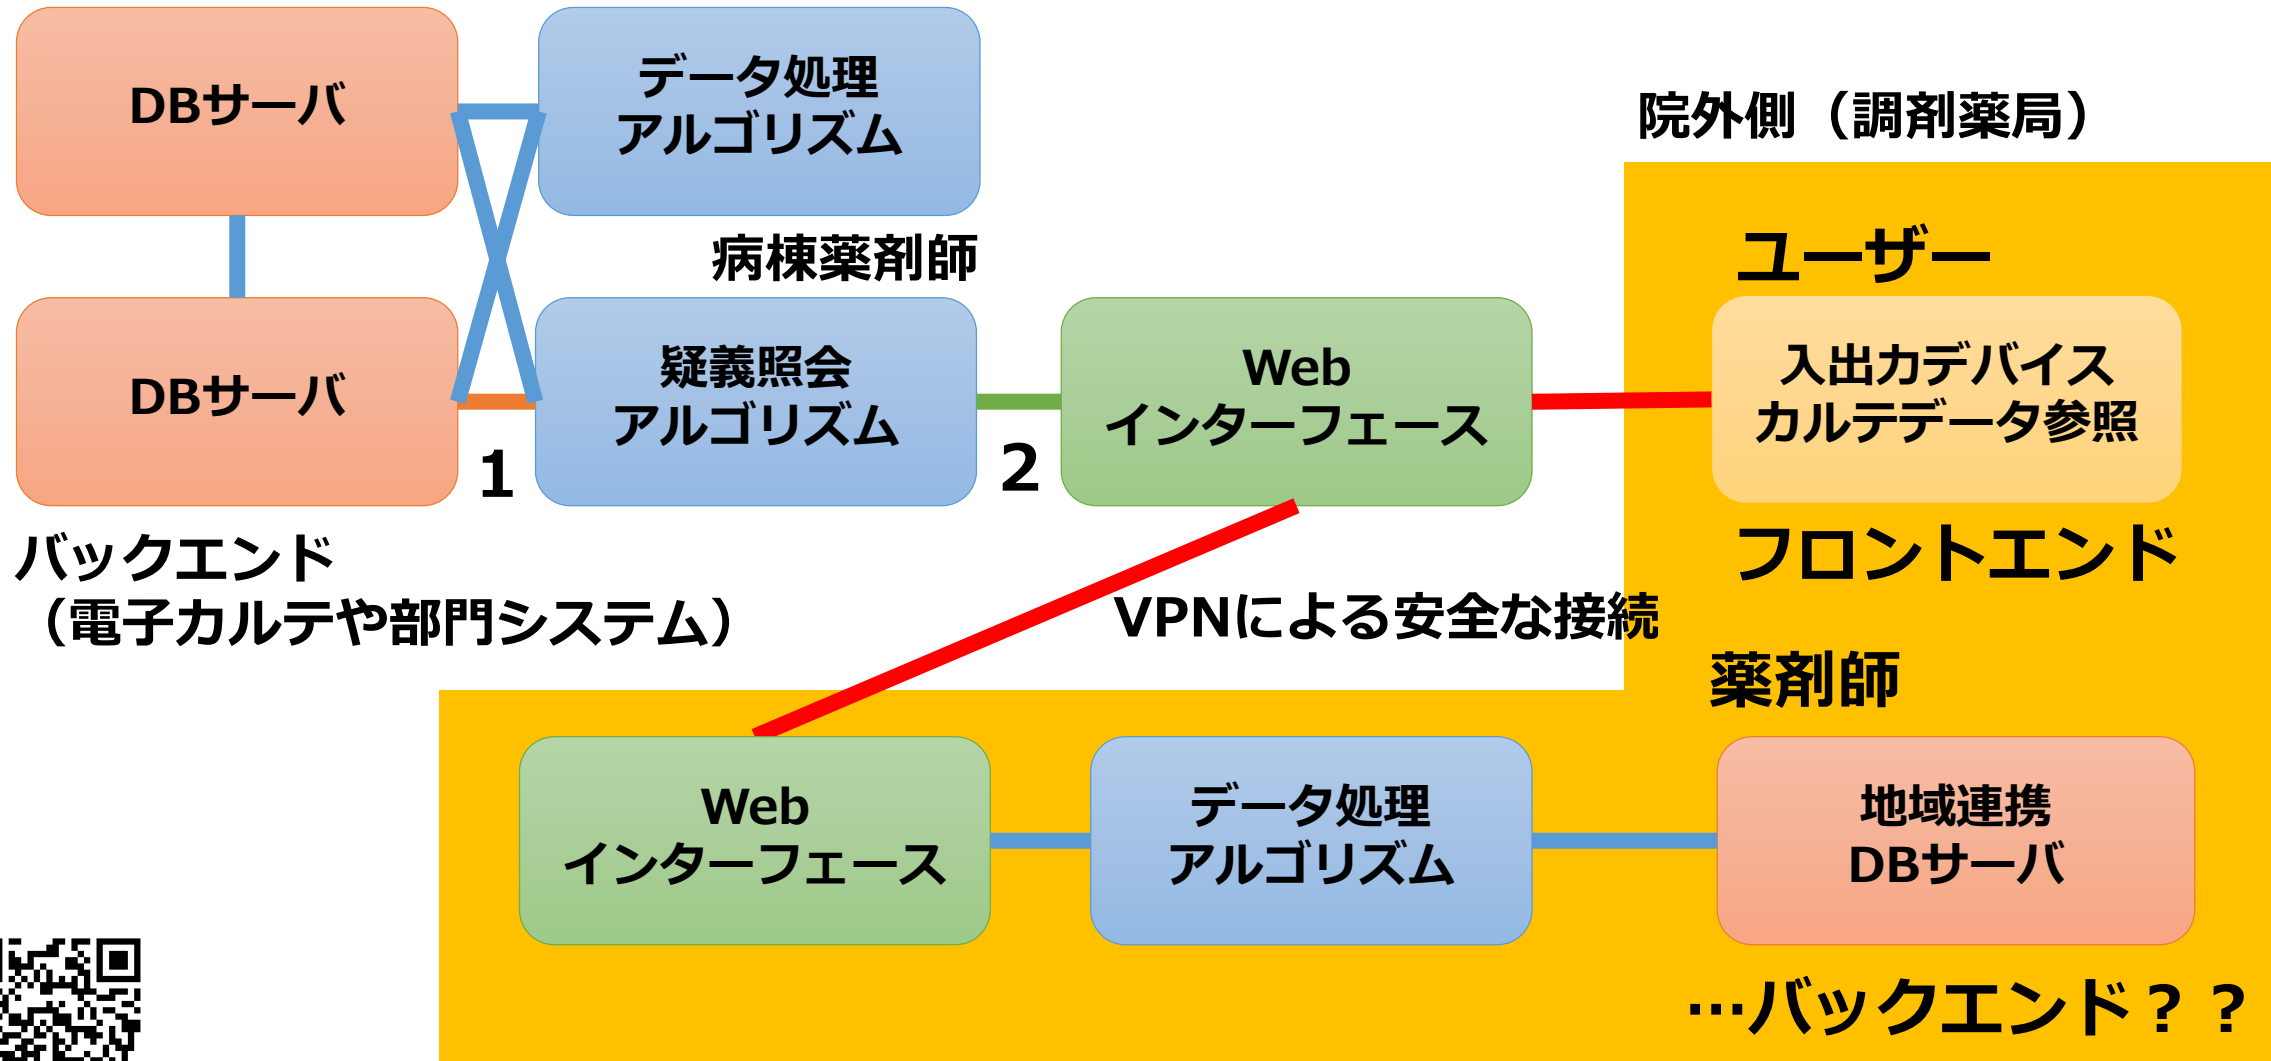 DBサーバ
データ処理
アルゴリズム
院外側（調剤薬局）
病棟薬剤師
ユーザー
DBサーバ
疑義照会
アルゴリズム
Web
インターフェース
入出力デバイス
カルテデータ参照
1
2
バックエンド
（電子カルテや部門システム）
フロントエンド
VPNによる安全な接続
薬剤師
Web
インターフェース
データ処理
アルゴリズム
地域連携
DBサーバ
…バックエンド？？